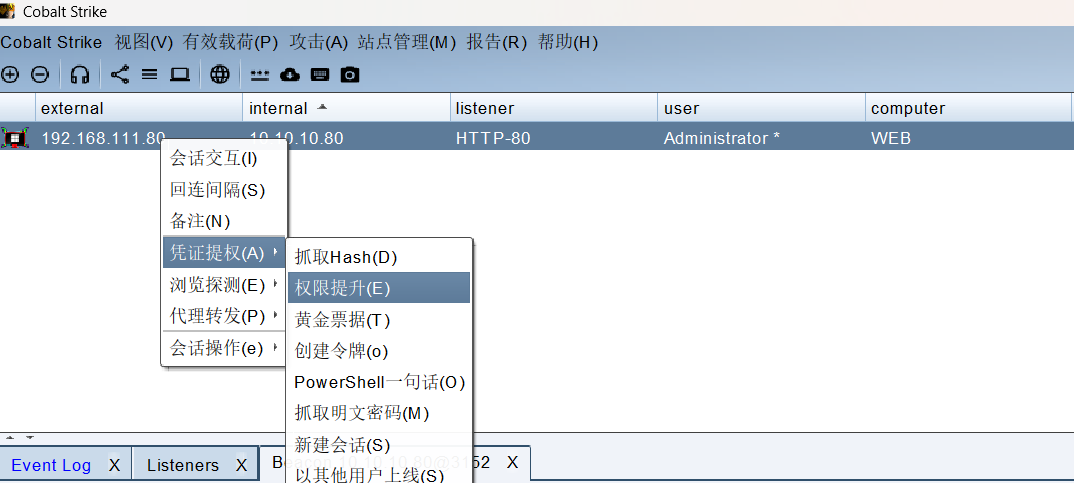 Cobalt Strike
Cobalt Strike 视图(V) 有效载荷(P) 攻击(A) 站点管理(M) 报告(R) 帮助(H)
external internal listener user computer
192.168.111.80 10.10.10.80 HTTP-80 Administrator * WEB
会话交互(I)
回连间隔(S)
备注(N)
凭证提权(A)
浏览探测(E)
代理转发(P)
会话操作(e)
抓取Hash(D)
权限提升(E)
黄金票据(T)
创建令牌(o)
PowerShell一句话(O)
抓取明文密码(M)
新建会话(S)
以其他用户上线(S)
Event Log X Listeners X Beacon 10.10.10.80@3152 X